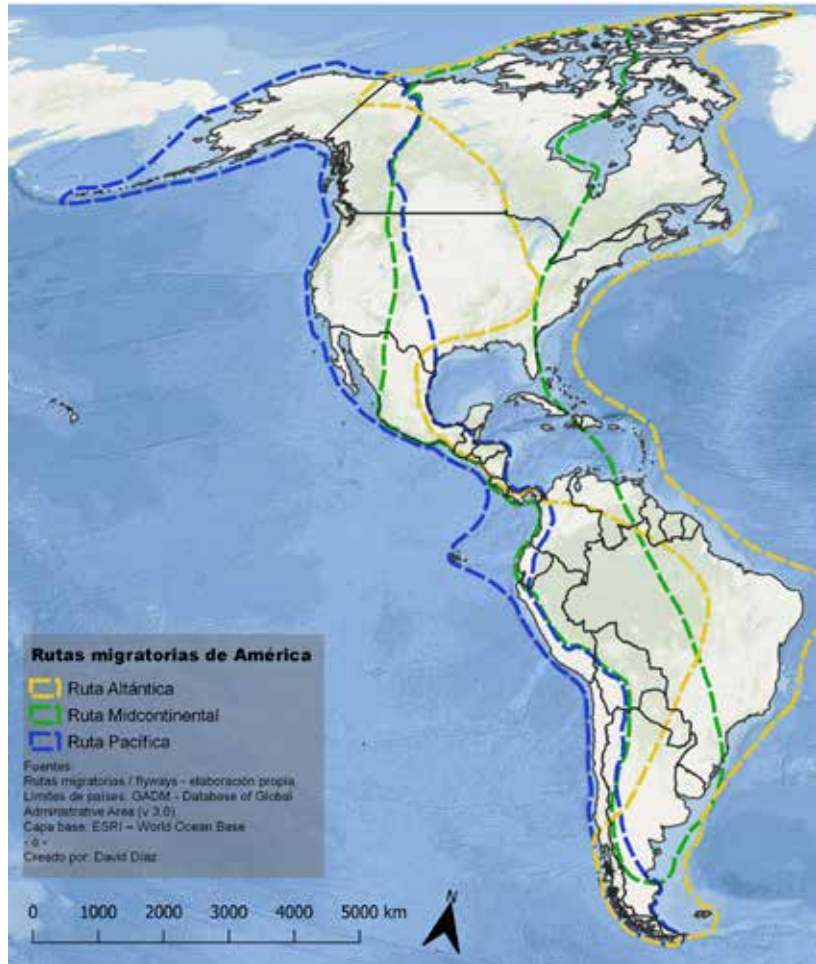 Rutas migratorias de América
Ruta Altántica
Ruta Midcontinental
Ruta Pacífica
Fuentes:
Rutas migratorias / flyways - elaboración propia
Límites de países: GADM - Database of Global
Administrative Area (v 3.0)
Capa base: ESRI – World Ocean Base
- o -
Creado por: David Díaz
0 1000 2000 3000 4000 5000 km
N